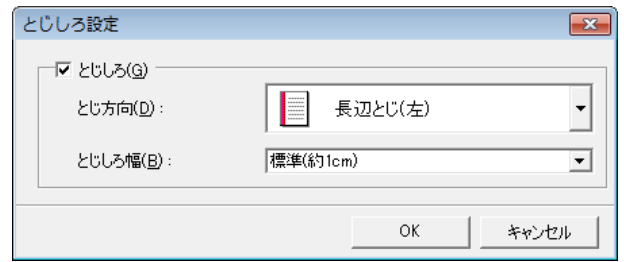 とじしろ設定
とじしろ(G)
とじ方向(D)：
長辺とじ(左)
とじしろ幅(B)：
標準(約1cm)
OK
キャンセル